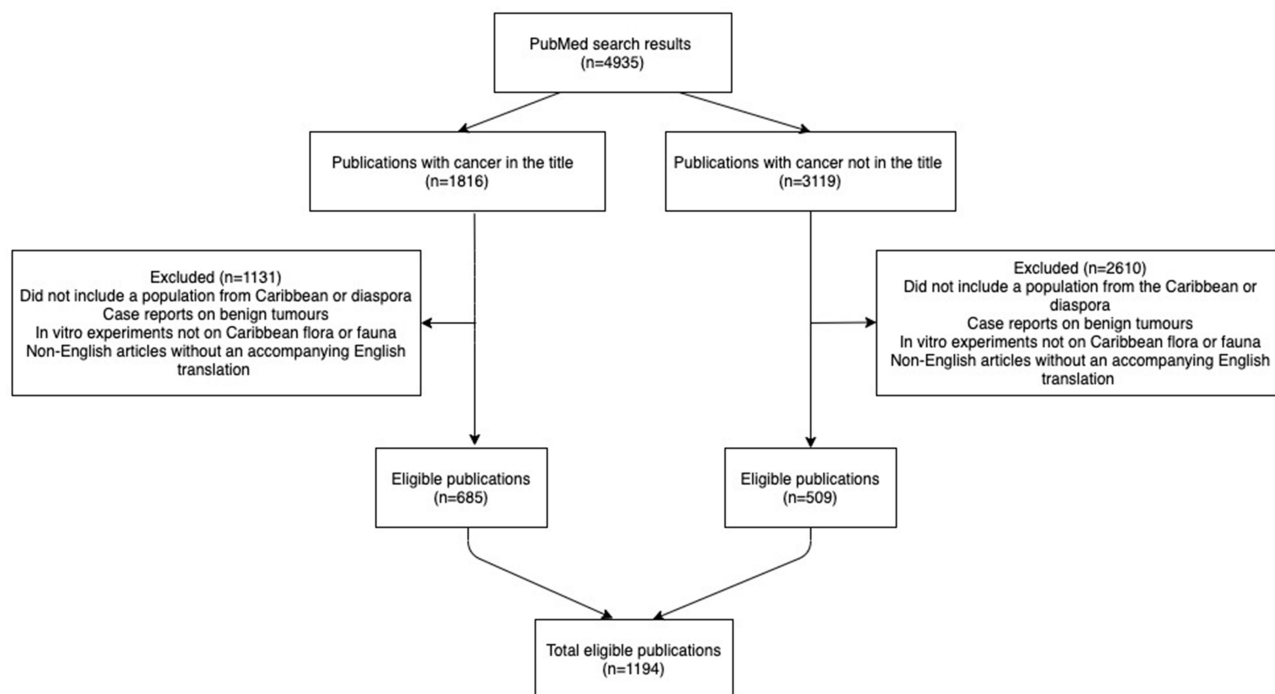 PubMed search results
(n=4935)
Publications with cancer in the title
(n=1816)
Publications with cancer not in the title
(n=3119)
Excluded (n=1131)
Did not include a population from Caribbean or diaspora
Case reports on benign tumours
In vitro experiments not on Caribbean flora or fauna
Non-English articles without an accompanying English
translation
Excluded (n=2610)
Did not include a population from the Caribbean or
diaspora
Case reports on benign tumours
In vitro experiments not on Caribbean flora or fauna
Non-English articles without an accompanying English
translation
Eligible publications
(n=685)
Eligible publications
(n=509)
Total eligible publications
(n=1194)